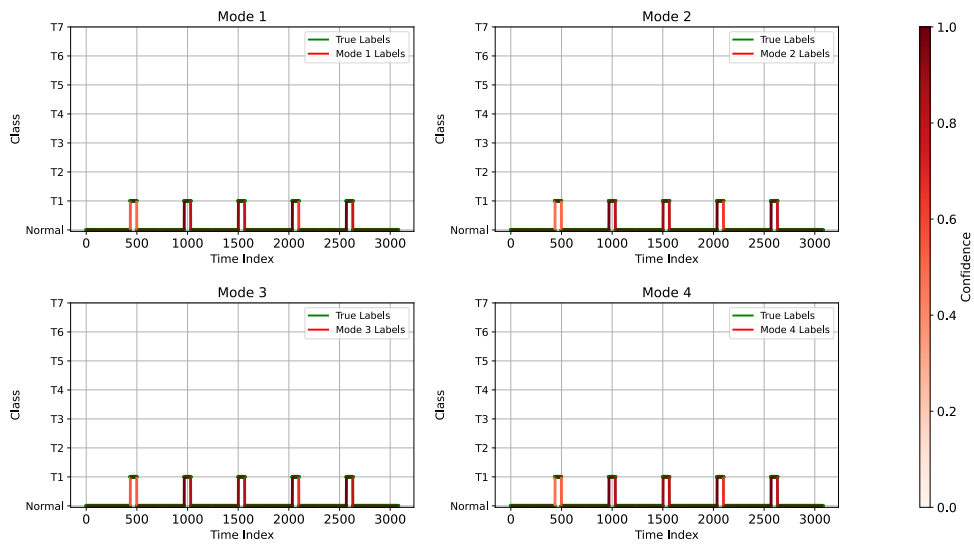 Mode 1
T7
T6
T5
T4
T3
T2
T1
Normal
Class
True Labels
Mode 1 Labels
0 500 1000 1500 2000 2500 3000
Time Index
Mode 2
T7
T6
T5
T4
T3
T2
T1
Normal
Class
True Labels
Mode 2 Labels
0 500 1000 1500 2000 2500 3000
Time Index
Mode 3
T7
T6
T5
T4
T3
T2
T1
Normal
Class
True Labels
Mode 3 Labels
0 500 1000 1500 2000 2500 3000
Time Index
Mode 4
T7
T6
T5
T4
T3
T2
T1
Normal
Class
True Labels
Mode 4 Labels
0 500 1000 1500 2000 2500 3000
Time Index
1.0
0.8
0.6
0.4
0.2
0.0
Confidence